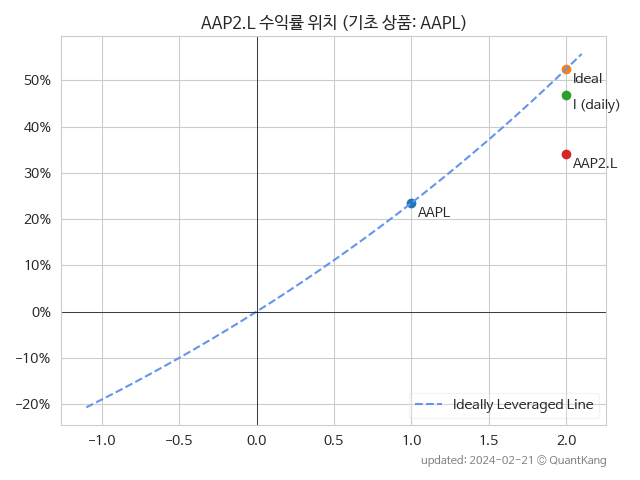 AAP2.L 수익률 위치 (기초 상품: AAPL)
50%
40%
30%
20%
10%
0%
−10%
−20%
Ideal
I (daily)
AAP2.L
AAPL
Ideally Leveraged Line
−1.0 −0.5 0.0 0.5 1.0 1.5 2.0
updated: 2024-02-21 © QuantKang